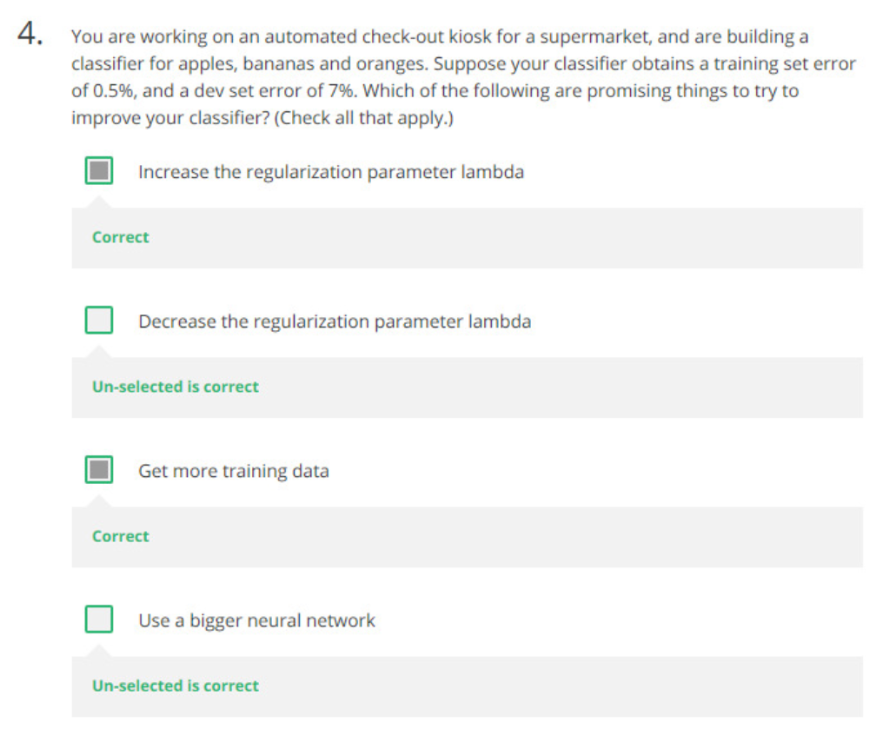 4. You are working on an automated check-out kiosk for a supermarket, and are building a
classifier for apples, bananas and oranges. Suppose your classifier obtains a training set error
of 0.5%, and a dev set error of 7%. Which of the following are promising things to try to
improve your classifier? (Check all that apply.)
Increase the regularization parameter lambda
Correct
Decrease the regularization parameter lambda
Un-selected is correct
Get more training data
Correct
Use a bigger neural network
Un-selected is correct